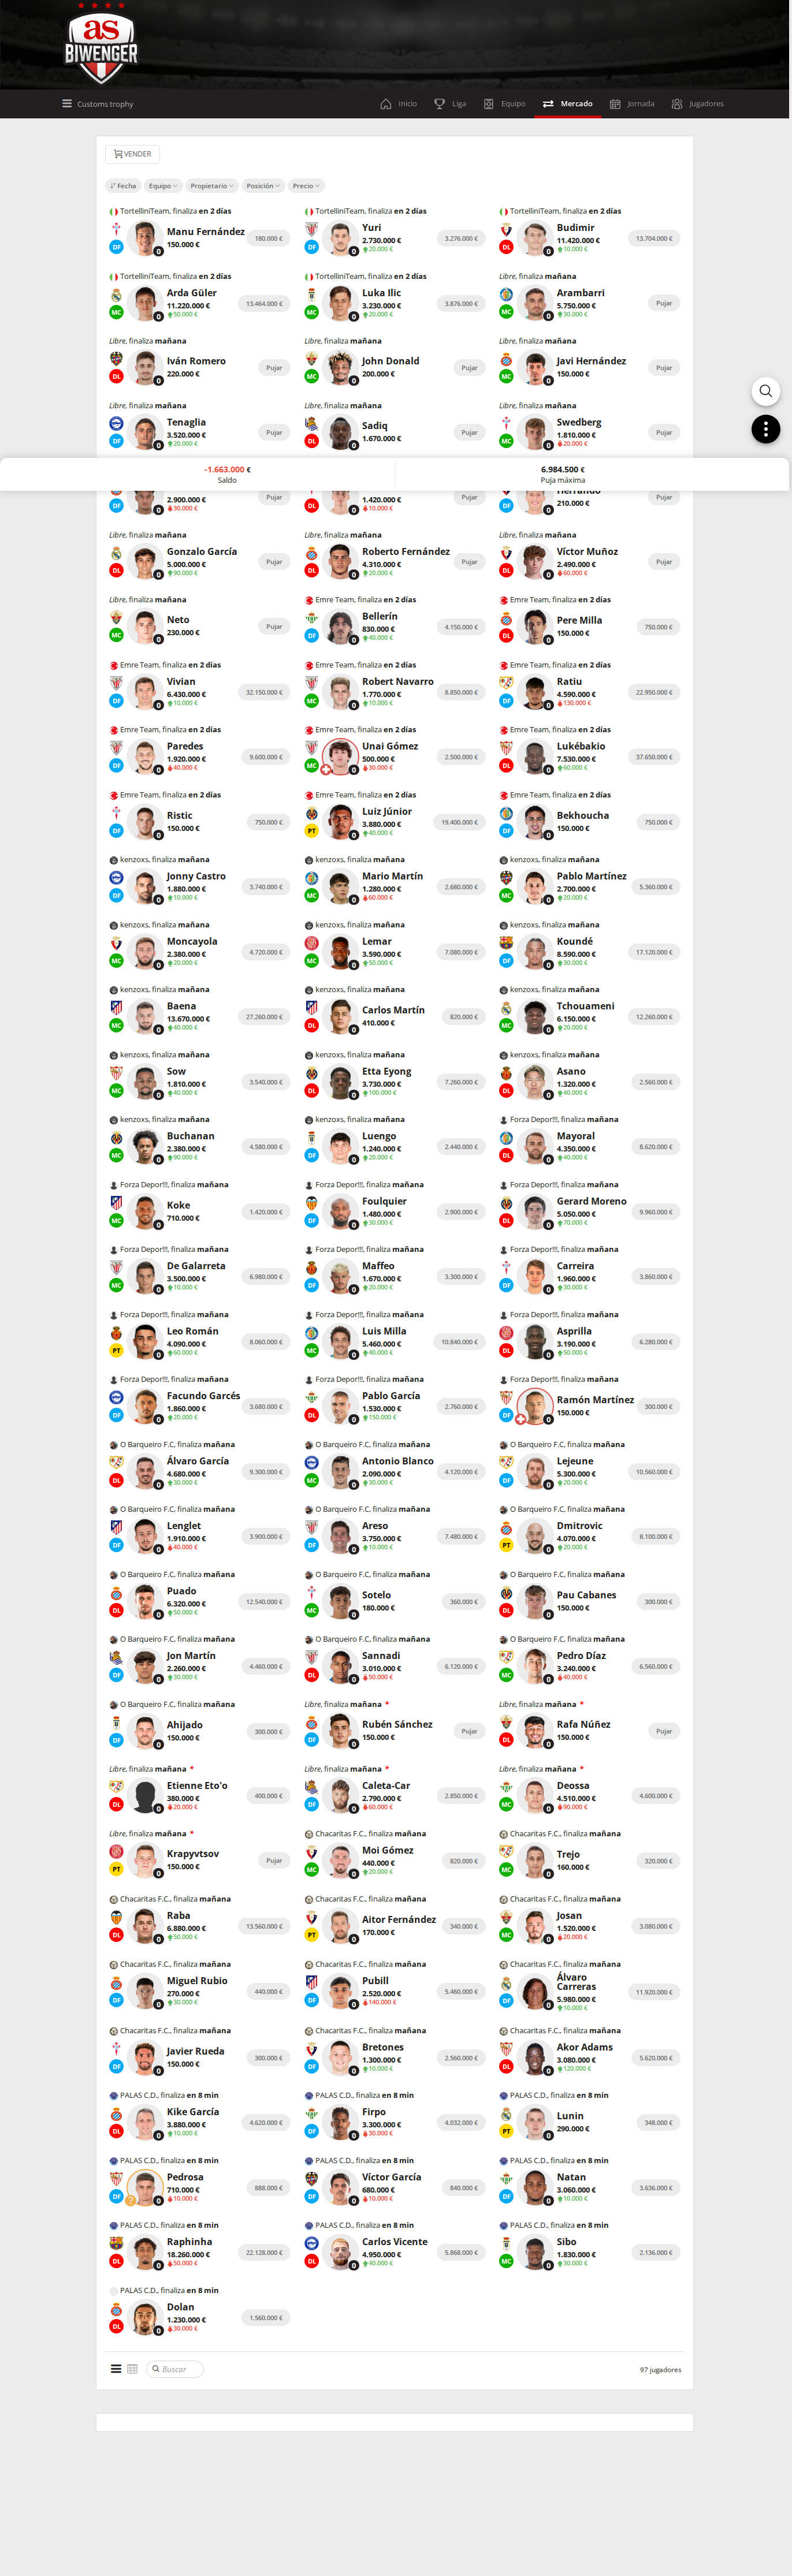 as
BIWENGER
Customs trophy
Inicio
Liga
Equipo
Mercado
Jornada
Jugadores
VENDER
Fecha
Equipo
Propietario
Posición
Precio
TortelliniTeam, finaliza en 2 días
DF
Manu Fernández
150.000 €
0
180.000 €
TortelliniTeam, finaliza en 2 días
DF
Yuri
2.730.000 €
20.000 €
0
3.276.000 €
TortelliniTeam, finaliza en 2 días
DL
Budimir
11.420.000 €
10.000 €
0
13.704.000 €
TortelliniTeam, finaliza en 2 días
MC
Arda Güler
11.220.000 €
50.000 €
0
13.464.000 €
TortelliniTeam, finaliza en 2 días
MC
Luka Ilic
3.230.000 €
20.000 €
0
3.876.000 €
Libre, finaliza mañana
MC
Arambarri
5.750.000 €
30.000 €
0
Pujar
Libre, finaliza mañana
DL
Iván Romero
220.000 €
0
Pujar
Libre, finaliza mañana
MC
John Donald
200.000 €
0
Pujar
Libre, finaliza mañana
MC
Javi Hernández
150.000 €
0
Pujar
Libre, finaliza mañana
DF
Tenaglia
3.520.000 €
20.000 €
0
Pujar
Libre, finaliza mañana
DL
Sadiq
1.670.000 €
0
Pujar
Libre, finaliza mañana
MC
Swedberg
1.810.000 €
20.000 €
0
Pujar
-1.663.000 €
Saldo
6.984.500 €
Puja máxima
DF
2.900.000 €
30.000 €
0
Pujar
DL
1.420.000 €
10.000 €
0
Pujar
DF
Herrando
210.000 €
0
Pujar
Libre, finaliza mañana
DL
Gonzalo García
5.000.000 €
90.000 €
0
Pujar
Libre, finaliza mañana
DL
Roberto Fernández
4.310.000 €
20.000 €
0
Pujar
Libre, finaliza mañana
DL
Víctor Muñoz
2.490.000 €
60.000 €
0
Pujar
Libre, finaliza mañana
MC
Neto
230.000 €
0
Pujar
Emre Team, finaliza en 2 días
DF
Bellerín
830.000 €
40.000 €
0
4.150.000 €
Emre Team, finaliza en 2 días
DL
Pere Milla
150.000 €
0
750.000 €
Emre Team, finaliza en 2 días
DF
Vivian
6.430.000 €
10.000 €
0
32.150.000 €
Emre Team, finaliza en 2 días
MC
Robert Navarro
1.770.000 €
10.000 €
0
8.850.000 €
Emre Team, finaliza en 2 días
DF
Ratiu
4.590.000 €
130.000 €
0
22.950.000 €
Emre Team, finaliza en 2 días
DF
Paredes
1.920.000 €
40.000 €
0
9.600.000 €
Emre Team, finaliza en 2 días
MC
Unai Gómez
500.000 €
30.000 €
0
2.500.000 €
Emre Team, finaliza en 2 días
DL
Lukébakio
7.530.000 €
60.000 €
0
37.650.000 €
Emre Team, finaliza en 2 días
DF
Ristic
150.000 €
0
750.000 €
Emre Team, finaliza en 2 días
PT
Luiz Júnior
3.880.000 €
40.000 €
0
19.400.000 €
Emre Team, finaliza en 2 días
DF
Bekhoucha
150.000 €
0
750.000 €
kenzoxs, finaliza mañana
DF
Jonny Castro
1.880.000 €
10.000 €
0
3.740.000 €
kenzoxs, finaliza mañana
MC
Mario Martín
1.280.000 €
60.000 €
0
2.680.000 €
kenzoxs, finaliza mañana
MC
Pablo Martínez
2.700.000 €
20.000 €
0
5.360.000 €
kenzoxs, finaliza mañana
MC
Moncayola
2.380.000 €
20.000 €
0
4.720.000 €
kenzoxs, finaliza mañana
MC
Lemar
3.590.000 €
50.000 €
0
7.080.000 €
kenzoxs, finaliza mañana
DF
Koundé
8.590.000 €
30.000 €
0
17.120.000 €
kenzoxs, finaliza mañana
MC
Baena
13.670.000 €
40.000 €
0
27.260.000 €
kenzoxs, finaliza mañana
DL
Carlos Martín
410.000 €
0
820.000 €
kenzoxs, finaliza mañana
MC
Tchouameni
6.150.000 €
20.000 €
0
12.260.000 €
kenzoxs, finaliza mañana
MC
Sow
1.810.000 €
40.000 €
0
3.540.000 €
kenzoxs, finaliza mañana
DL
Etta Eyong
3.730.000 €
100.000 €
0
7.260.000 €
kenzoxs, finaliza mañana
DL
Asano
1.320.000 €
40.000 €
0
2.560.000 €
kenzoxs, finaliza mañana
MC
Buchanan
2.380.000 €
90.000 €
0
4.580.000 €
kenzoxs, finaliza mañana
DF
Luengo
1.240.000 €
20.000 €
0
2.440.000 €
Forza Depor!!!, finaliza mañana
DL
Mayoral
4.350.000 €
40.000 €
0
8.620.000 €
Forza Depor!!!, finaliza mañana
MC
Koke
710.000 €
0
1.420.000 €
Forza Depor!!!, finaliza mañana
DF
Foulquier
1.480.000 €
30.000 €
0
2.900.000 €
Forza Depor!!!, finaliza mañana
DL
Gerard Moreno
5.050.000 €
70.000 €
0
9.960.000 €
Forza Depor!!!, finaliza mañana
MC
De Galarreta
3.500.000 €
10.000 €
0
6.980.000 €
Forza Depor!!!, finaliza mañana
DF
Maffeo
1.670.000 €
20.000 €
0
3.300.000 €
Forza Depor!!!, finaliza mañana
DF
Carreira
1.960.000 €
30.000 €
0
3.860.000 €
Forza Depor!!!, finaliza mañana
PT
Leo Román
4.090.000 €
60.000 €
0
8.060.000 €
Forza Depor!!!, finaliza mañana
MC
Luis Milla
5.460.000 €
40.000 €
0
10.840.000 €
Forza Depor!!!, finaliza mañana
DL
Asprilla
3.190.000 €
50.000 €
0
6.280.000 €
Forza Depor!!!, finaliza mañana
DF
Facundo Garcés
1.860.000 €
20.000 €
0
3.680.000 €
Forza Depor!!!, finaliza mañana
DL
Pablo García
1.530.000 €
150.000 €
0
2.760.000 €
Forza Depor!!!, finaliza mañana
DF
Ramón Martínez
150.000 €
0
300.000 €
O Barqueiro F.C, finaliza mañana
DL
Álvaro García
4.680.000 €
30.000 €
0
9.300.000 €
O Barqueiro F.C, finaliza mañana
MC
Antonio Blanco
2.090.000 €
30.000 €
0
4.120.000 €
O Barqueiro F.C, finaliza mañana
DF
Lejeune
5.300.000 €
20.000 €
0
10.560.000 €
O Barqueiro F.C, finaliza mañana
DF
Lenglet
1.910.000 €
40.000 €
0
3.900.000 €
O Barqueiro F.C, finaliza mañana
DF
Areso
3.750.000 €
10.000 €
0
7.480.000 €
O Barqueiro F.C, finaliza mañana
PT
Dmitrovic
4.070.000 €
20.000 €
0
8.100.000 €
O Barqueiro F.C, finaliza mañana
DL
Puado
6.320.000 €
50.000 €
0
12.540.000 €
O Barqueiro F.C, finaliza mañana
MC
Sotelo
180.000 €
0
360.000 €
O Barqueiro F.C, finaliza mañana
DL
Pau Cabanes
150.000 €
0
300.000 €
O Barqueiro F.C, finaliza mañana
DF
Jon Martín
2.260.000 €
30.000 €
0
4.460.000 €
O Barqueiro F.C, finaliza mañana
DL
Sannadi
3.010.000 €
50.000 €
0
6.120.000 €
O Barqueiro F.C, finaliza mañana
MC
Pedro Díaz
3.240.000 €
40.000 €
0
6.560.000 €
O Barqueiro F.C, finaliza mañana
DF
Ahijado
150.000 €
0
300.000 €
Libre, finaliza mañana *
DF
Rubén Sánchez
150.000 €
0
Pujar
Libre, finaliza mañana *
DL
Rafa Núñez
150.000 €
0
Pujar
Libre, finaliza mañana *
DL
Etienne Eto'o
380.000 €
20.000 €
0
400.000 €
Libre, finaliza mañana *
DF
Caleta-Car
2.790.000 €
60.000 €
0
2.850.000 €
Libre, finaliza mañana *
MC
Deossa
4.510.000 €
90.000 €
0
4.600.000 €
Libre, finaliza mañana *
PT
Krapyvtsov
150.000 €
0
Pujar
Chacaritas F.C., finaliza mañana
MC
Moi Gómez
440.000 €
20.000 €
0
820.000 €
Chacaritas F.C., finaliza mañana
MC
Trejo
160.000 €
0
320.000 €
Chacaritas F.C., finaliza mañana
DL
Raba
6.880.000 €
50.000 €
0
13.560.000 €
Chacaritas F.C., finaliza mañana
PT
Aitor Fernández
170.000 €
0
340.000 €
Chacaritas F.C., finaliza mañana
MC
Josan
1.520.000 €
20.000 €
0
3.080.000 €
Chacaritas F.C., finaliza mañana
DF
Miguel Rubio
270.000 €
30.000 €
0
440.000 €
Chacaritas F.C., finaliza mañana
DF
Pubill
2.520.000 €
140.000 €
0
5.460.000 €
Chacaritas F.C., finaliza mañana
DF
Álvaro
Carreras
5.980.000 €
10.000 €
0
11.920.000 €
Chacaritas F.C., finaliza mañana
DF
Javier Rueda
150.000 €
0
300.000 €
Chacaritas F.C., finaliza mañana
DF
Bretones
1.300.000 €
10.000 €
0
2.560.000 €
Chacaritas F.C., finaliza mañana
DL
Akor Adams
3.080.000 €
120.000 €
0
5.620.000 €
PALAS C.D., finaliza en 8 min
DL
Kike García
3.880.000 €
10.000 €
0
4.620.000 €
PALAS C.D., finaliza en 8 min
DF
Firpo
3.300.000 €
30.000 €
0
4.032.000 €
PALAS C.D., finaliza en 8 min
PT
Lunin
290.000 €
0
348.000 €
PALAS C.D., finaliza en 8 min
DF
Pedrosa
710.000 €
10.000 €
0
888.000 €
PALAS C.D., finaliza en 8 min
DF
Víctor García
680.000 €
10.000 €
0
840.000 €
PALAS C.D., finaliza en 8 min
DF
Natan
3.060.000 €
10.000 €
0
3.636.000 €
PALAS C.D., finaliza en 8 min
DL
Raphinha
18.260.000 €
50.000 €
0
22.128.000 €
PALAS C.D., finaliza en 8 min
DL
Carlos Vicente
4.950.000 €
40.000 €
0
5.868.000 €
PALAS C.D., finaliza en 8 min
MC
Sibo
1.830.000 €
30.000 €
0
2.136.000 €
PALAS C.D., finaliza en 8 min
DL
Dolan
1.230.000 €
30.000 €
0
1.560.000 €
Buscar
97 jugadores